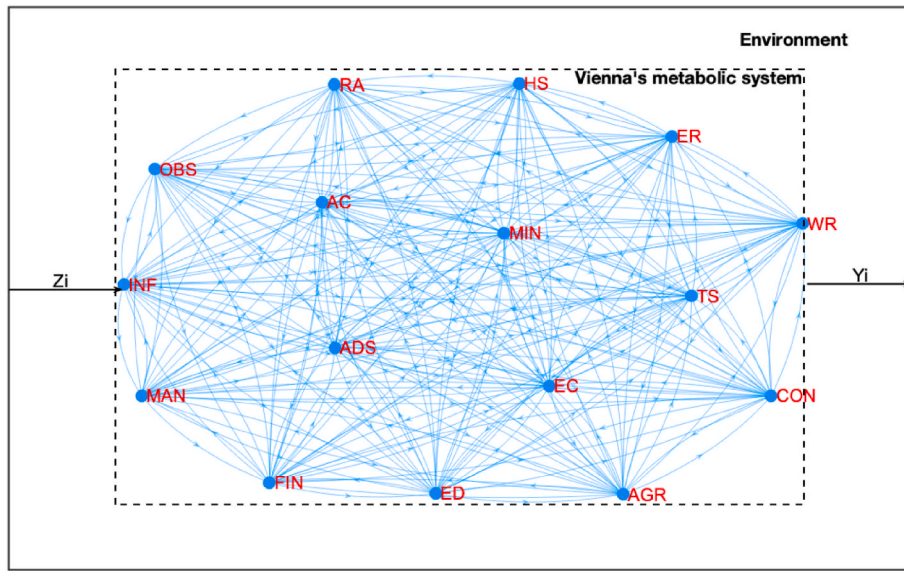 Environment
Vienna's metabolic system
RA
HS
ER
OBS
AC
WR
MIN
Zi
INF
Yi
TS
ADS
EC
MAN
CON
FIN
ED
AGR